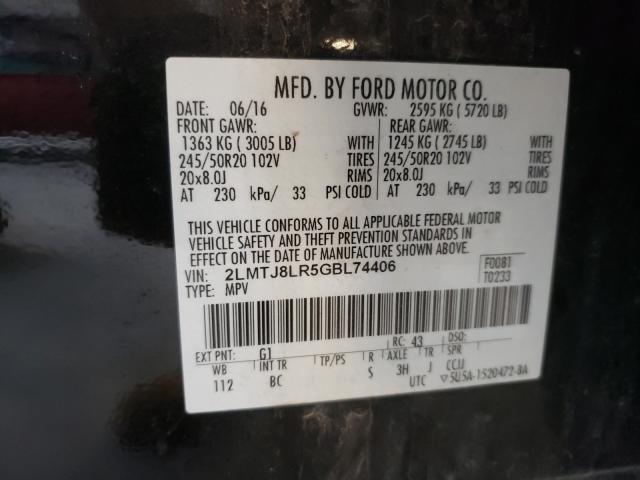 MFD. BY FORD MOTOR CO.
DATE: 06/16 GVWR: 2595 KG ( 5720 LB)
FRONT GAWR: REAR GAWR:
1363 KG ( 3005 LB) WITH 1245 KG ( 2745 LB) WITH
245/50R20 102V TIRES 245/50R20 102V TIRES
20x8.0J RIMS 20x8.0J RIMS
AT 230 kPa/ 33 PSI COLD AT 230 kPa/ 33 PSI COLD
THIS VEHICLE CONFORMS TO ALL APPLICABLE FEDERAL MOTOR
VEHICLE SAFETY AND THEFT PREVENTION STANDARDS IN
EFFECT ON THE DATE OF MANUFACTURE SHOWN ABOVE.
VIN: 2LMTJ8LR5GBL74406 F0081
TYPE: MPV T0233
EXT PNT: G1 RC: 43 DSO:
WB INT TR TP/PS R AXLE TR SPR
112 BC S 3H J CCIJ
UTC ▽5U5A-1520472-BA